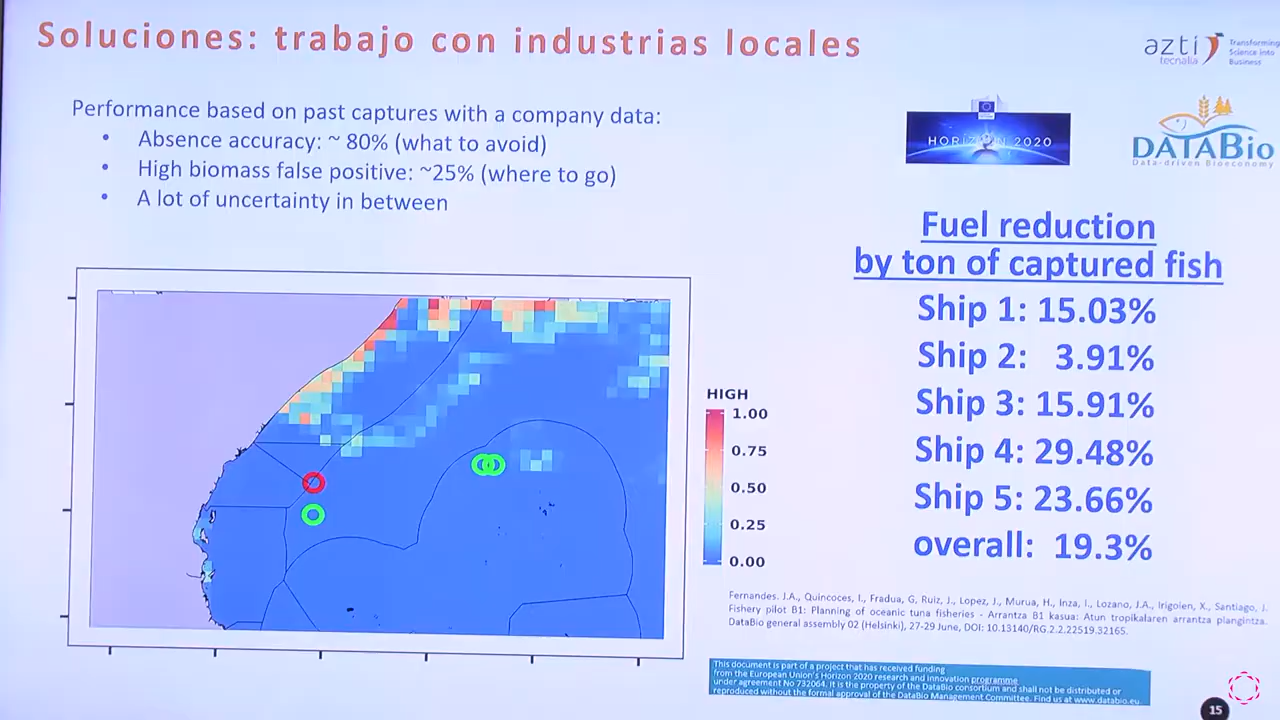 Soluciones: trabajo con industrias locales
azti
tecnalia
Transforming
Science into
Business
Performance based on past captures with a company data:
• Absence accuracy: ~ 80% (what to avoid)
• High biomass false positive: ~25% (where to go)
• A lot of uncertainty in between
HORIZON 2020
DATABio
Data-driven Bioeconomy
Fuel reduction
by ton of captured fish
Ship 1: 15.03%
Ship 2: 3.91%
Ship 3: 15.91%
Ship 4: 29.48%
Ship 5: 23.66%
overall: 19.3%
HIGH
1.00
0.75
0.50
0.25
0.00
Fernandes. J.A., Quincoces, I., Fradua, G, Ruiz, J., Lopez, J., Murua, H., Inza, I., Lozano, J.A., Irigoien, X., Santiago, J.
Fishery pilot B1: Planning of oceanic tuna fisheries - Arrantza B1 kasua: Atun tropikalaren arrantza plangintza.
DataBio general assembly 02 (Helsinki), 27-29 June, DOI: 10.13140/RG.2.2.22519.32165.
This document is part of a project that has received funding
from the European Union's Horizon 2020 research and innovation programme
under agreement No 732064. It is the property of the DataBio consortium and shall not be distributed or
reproduced without the formal approval of the DataBio Management Committee. Find us at www.databio.eu.
15